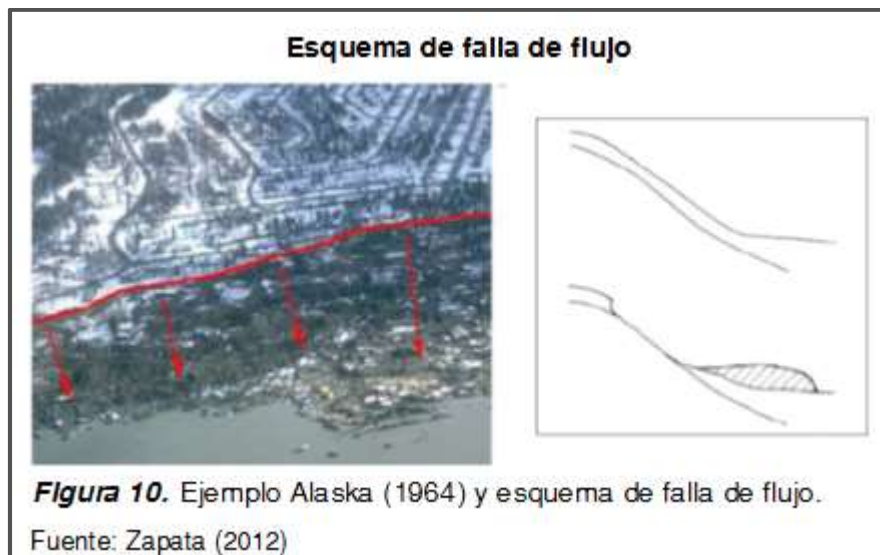 Esquema de falla de flujo
Figura 10. Ejemplo Alaska (1964) y esquema de falla de flujo.
Fuente: Zapata (2012)